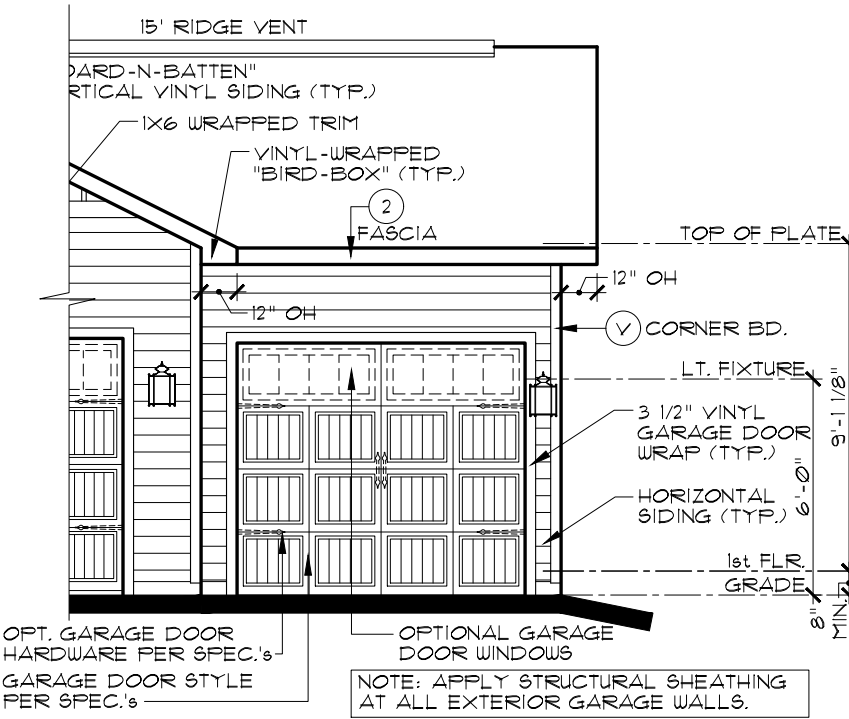 15' RIDGE VENT
OARD-N-BATTEN"
RTICAL VINYL SIDING (TYP.)
1X6 WRAPPED TRIM
VINYL-WRAPPED
"BIRD-BOX" (TYP.)
2
FASCIA
TOP OF PLATE
12" OH
12" OH
V CORNER BD.
LT. FIXTURE
9'-1 1/8"
3 1/2" VINYL
GARAGE DOOR
WRAP (TYP.)
6'-0"
HORIZONTAL
SIDING (TYP.)
1st FLR.
GRADE
8"
MIN.
OPT. GARAGE DOOR
HARDWARE PER SPEC.'s
GARAGE DOOR STYLE
PER SPEC.'s
OPTIONAL GARAGE
DOOR WINDOWS
NOTE: APPLY STRUCTURAL SHEATHING
AT ALL EXTERIOR GARAGE WALLS.